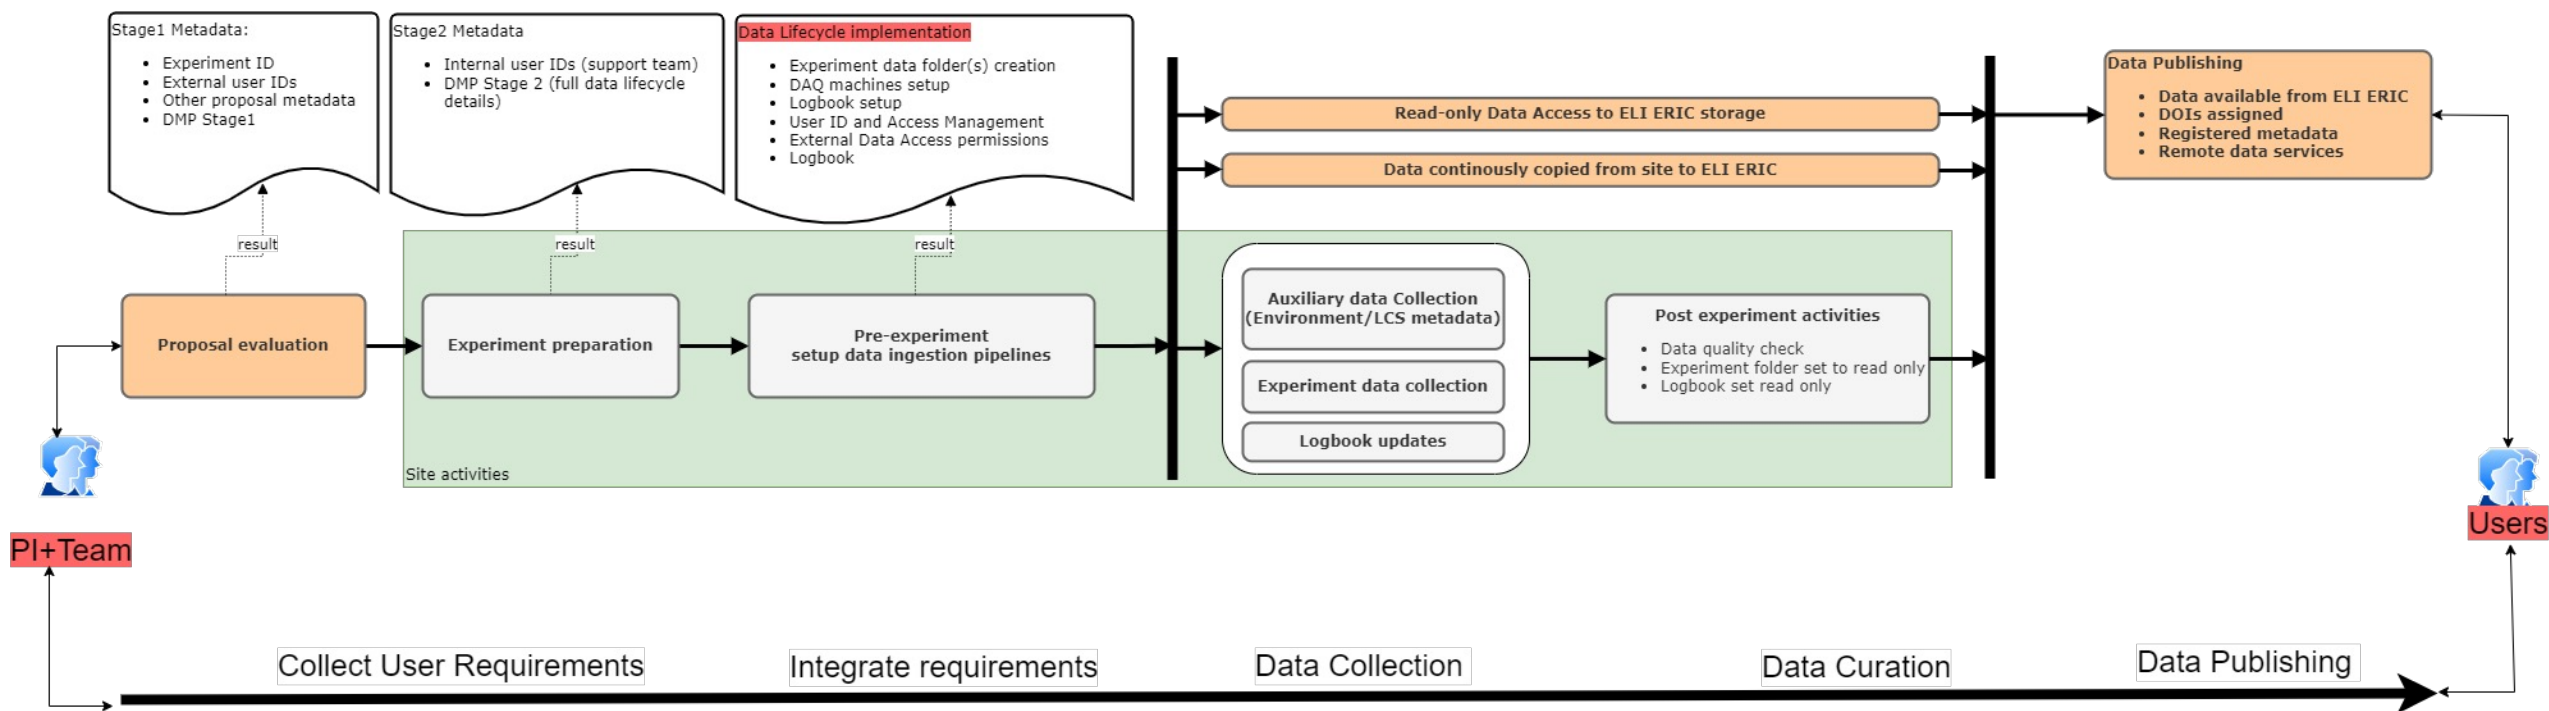 Stage1 Metadata:
Experiment ID
External user IDs
Other proposal metadata
DMP Stage1
Stage2 Metadata
Internal user IDs (support team)
DMP Stage 2 (full data lifecycle
details)
Data Lifecycle implementation
Experiment data folder(s) creation
DAQ machines setup
Logbook setup
User ID and Access Management
External Data Access permissions
Logbook
Read-only Data Access to ELI ERIC storage
Data continously copied from site to ELI ERIC
Data Publishing
Data available from ELI ERIC
DOIs assigned
Registered metadata
Remote data services
result
result
result
Proposal evaluation
Experiment preparation
Pre-experiment
setup data ingestion pipelines
Auxiliary data Collection
(Environment/LCS metadata)
Experiment data collection
Logbook updates
Post experiment activities
Data quality check
Experiment folder set to read only
Logbook set read only
Site activities
PI+Team
Users
Collect User Requirements
Integrate requirements
Data Collection
Data Curation
Data Publishing